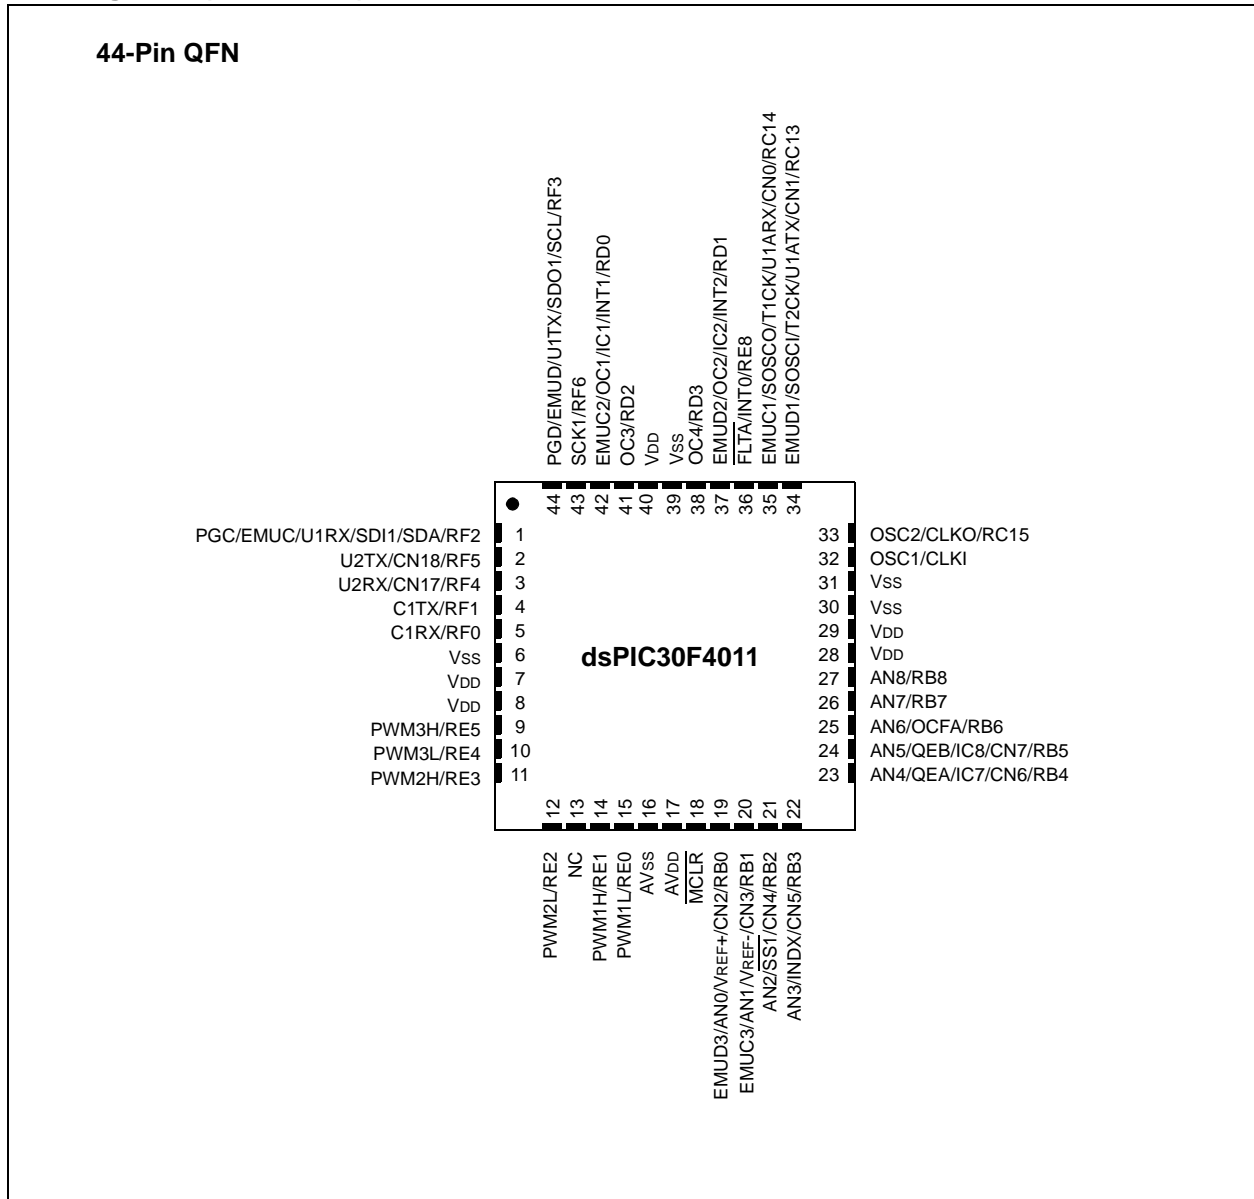 44-Pin QFN
PGD/EMUD/U1TX/SDO1/SCL/RF3
SCK1/RF6
EMUC2/OC1/IC1/INT1/RD0
OC3/RD2
VDD
VSS
OC4/RD3
EMUD2/OC2/IC2/INT2/RD1
FLTA/INT0/RE8
EMUC1/SOSCO/T1CK/U1ARX/CN0/RC14
EMUD1/SOSCI/T2CK/U1ATX/CN1/RC13
44
43
42
41
40
39
38
37
36
35
34
PGC/EMUC/U1RX/SDI1/SDA/RF2 1
U2TX/CN18/RF5 2
U2RX/CN17/RF4 3
C1TX/RF1 4
C1RX/RF0 5
VSS 6
VDD 7
VDD 8
PWM3H/RE5 9
PWM3L/RE4 10
PWM2H/RE3 11
dsPIC30F4011
33 OSC2/CLKO/RC15
32 OSC1/CLKI
31 VSS
30 VSS
29 VDD
28 VDD
27 AN8/RB8
26 AN7/RB7
25 AN6/OCFA/RB6
24 AN5/QEB/IC8/CN7/RB5
23 AN4/QEA/IC7/CN6/RB4
12
13
14
15
16
17
18
19
20
21
22
PWM2L/RE2
NC
PWM1H/RE1
PWM1L/RE0
AVSS
AVDD
MCLR
EMUD3/AN0/VREF+/CN2/RB0
EMUC3/AN1/VREF-/CN3/RB1
AN2/SS1/CN4/RB2
AN3/INDX/CN5/RB3